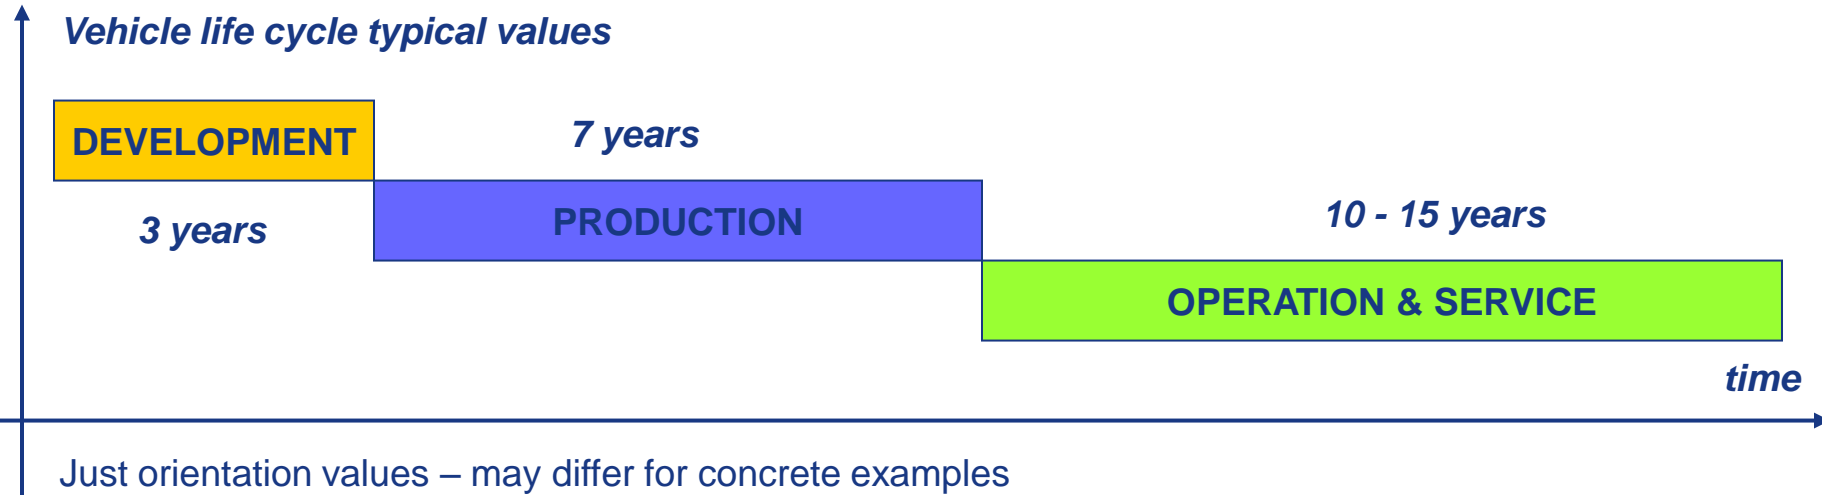 Vehicle life cycle typical values
DEVELOPMENT
7 years
3 years
PRODUCTION
10 - 15 years
OPERATION & SERVICE
time
Just orientation values – may differ for concrete examples